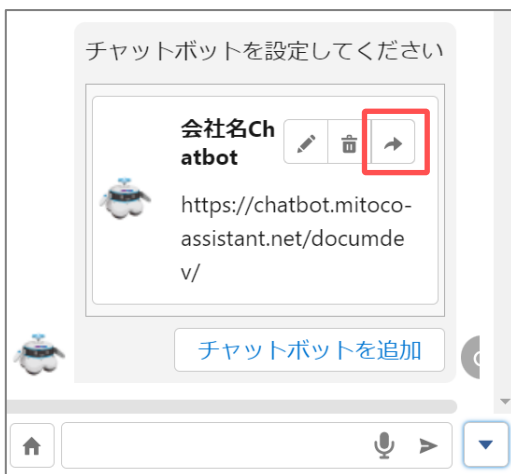 チャットボットを設定してください
会社名Ch
atbot
https://chatbot.mitoco-
assistant.net/documde
v/
チャットボットを追加